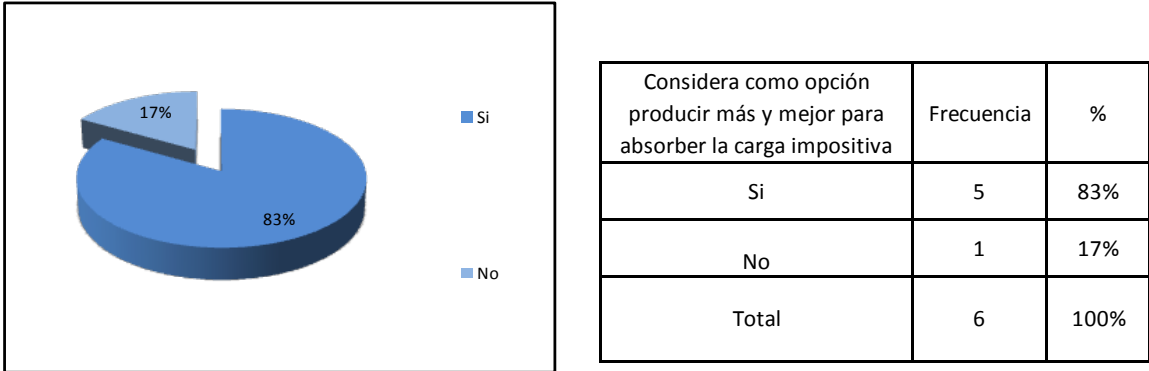 17%
83%
Si
No
Considera como opción
producir más y mejor para
absorber la carga impositiva
Frecuencia
%
Si
5
83%
No
1
17%
Total
6
100%